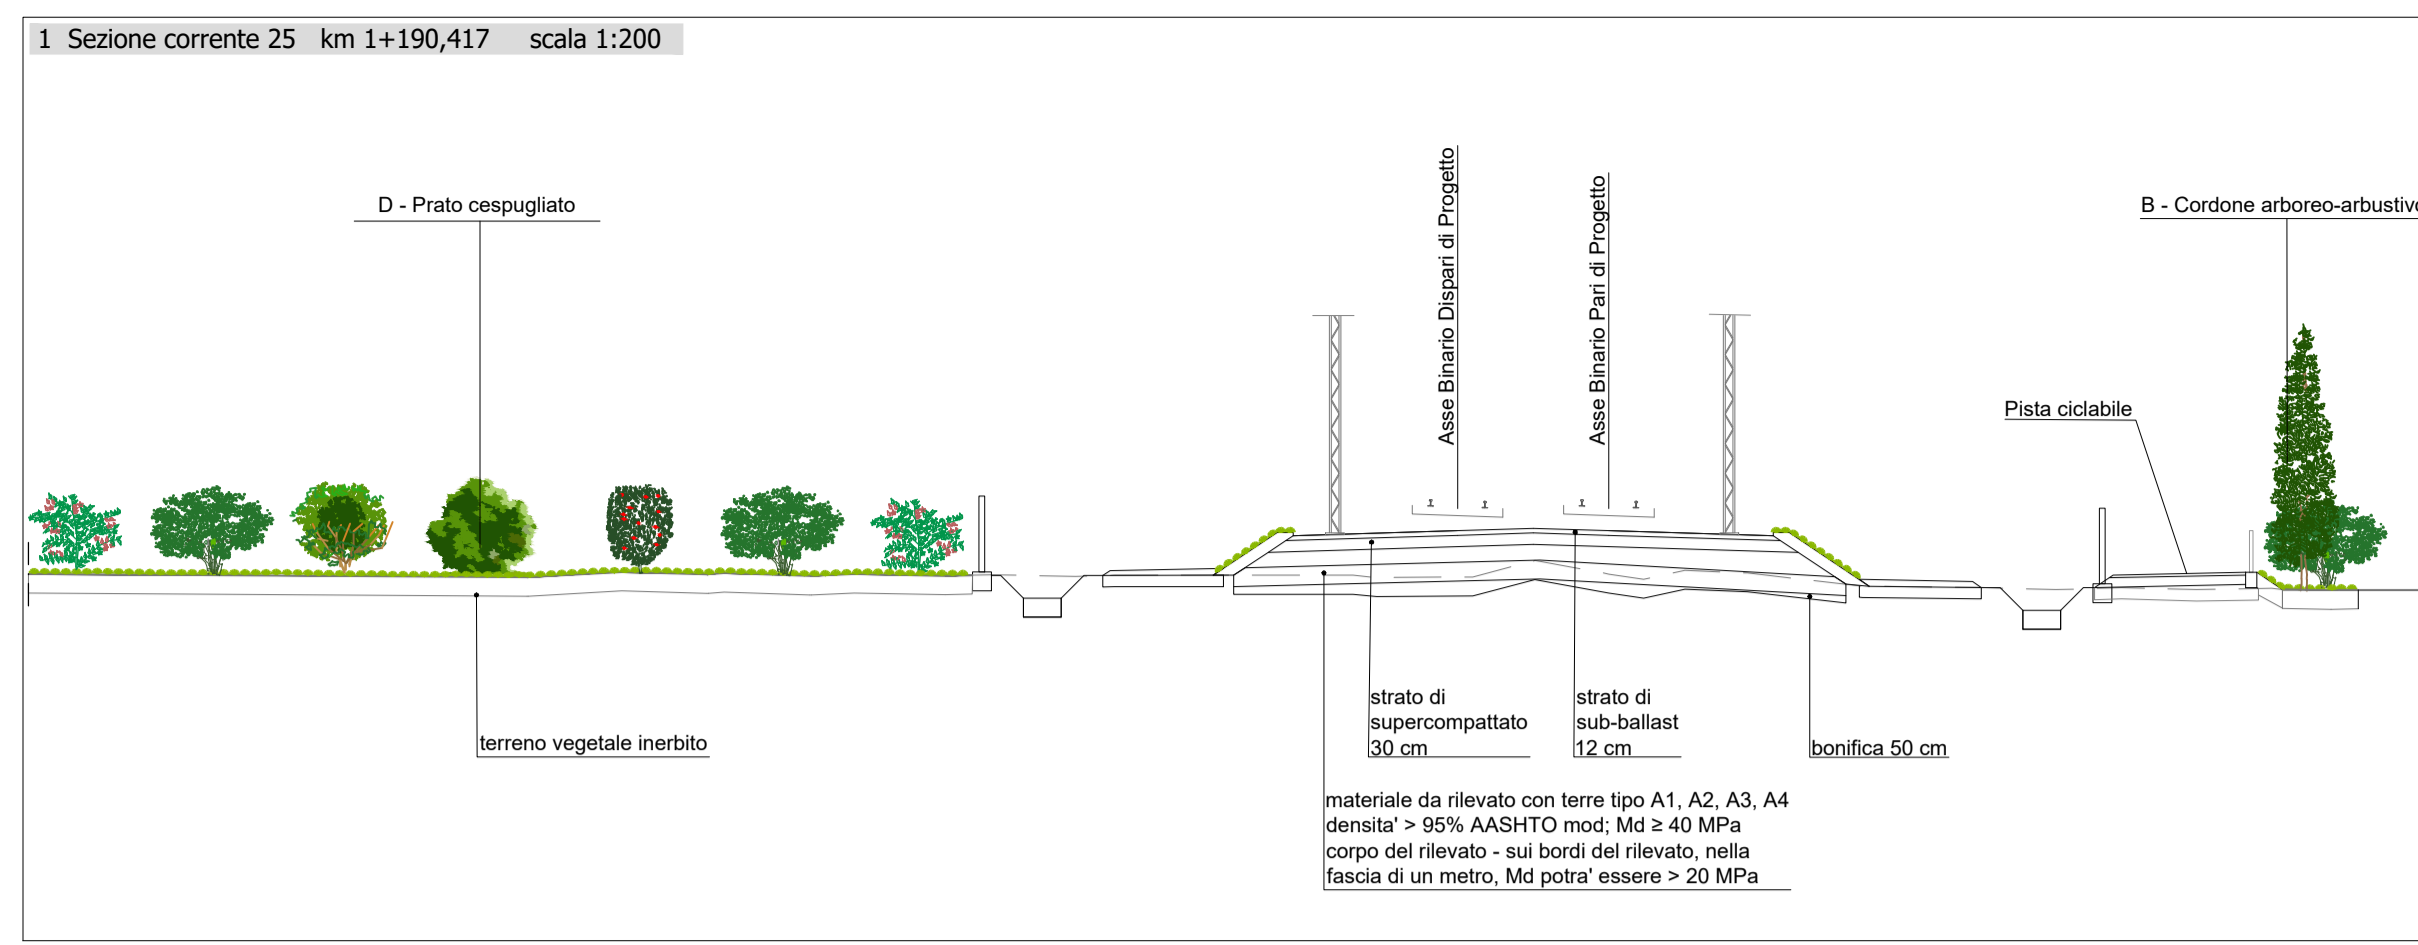 1 Sezione corrente 25 km 1+190,417 scala 1:200
D - Prato cespugliato
Asse Binario Dispari di Progetto
Asse Binario Pari di Progetto
B - Cordone arboreo-arbustivo
Pista ciclabile
terreno vegetale inerbito
strato di
supercompattato
30 cm
strato di
sub-ballast
12 cm
bonifica 50 cm
materiale da rilevato con terre tipo A1, A2, A3, A4
densita' > 95% AASHTO mod; Md ≥ 40 MPa
corpo del rilevato - sui bordi del rilevato, nella
fascia di un metro, Md potra' essere > 20 MPa